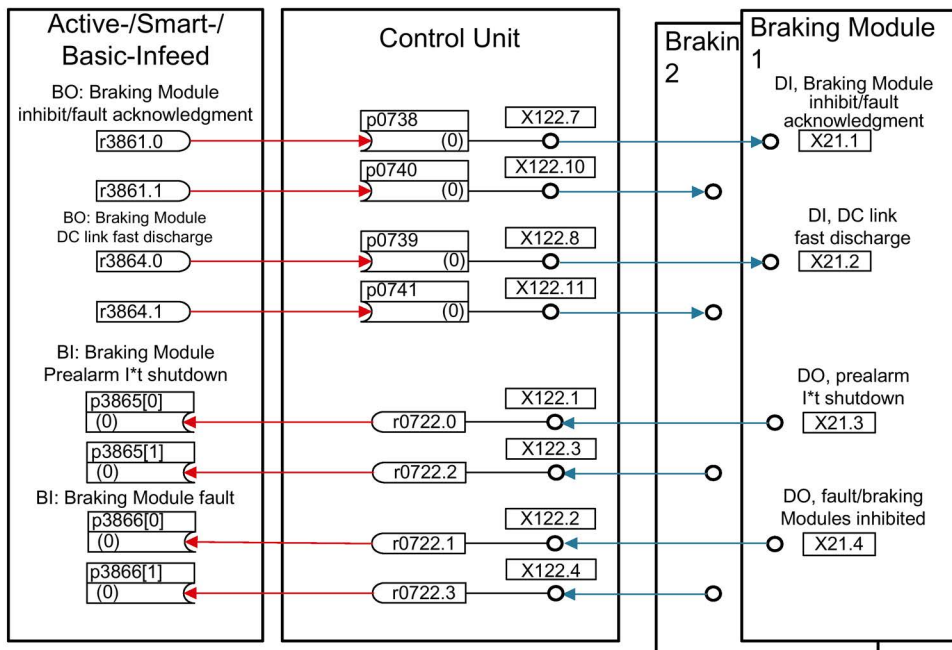 Active-/Smart-/
Basic-Infeed
BO: Braking Module
inhibit/fault acknowledgment
r3861.0
r3861.1
BO: Braking Module
DC link fast discharge
r3864.0
r3864.1
BI: Braking Module
Prealarm I*t shutdown
p3865[0]
(0)
p3865[1]
(0)
BI: Braking Module fault
p3866[0]
(0)
p3866[1]
(0)
Control Unit
p0738
(0)
X122.7
p0740
(0)
X122.10
p0739
(0)
X122.8
p0741
(0)
X122.11
r0722.0
X122.1
r0722.2
X122.3
r0722.1
X122.2
r0722.3
X122.4
Brakin
2
Braking Module
1
DI, Braking Module
inhibit/fault
acknowledgment
X21.1
DI, DC link
fast discharge
X21.2
DO, prealarm
I*t shutdown
X21.3
DO, fault/braking
Modules inhibited
X21.4